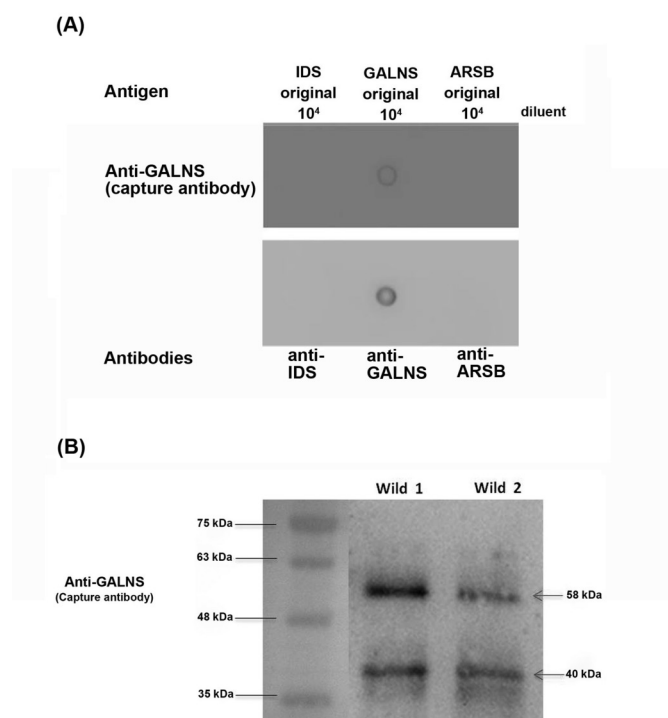 (A)
Antigen
IDS original 10⁴
GALNS original 10⁴
ARSB original 10⁴
diluent
Anti-GALNS
(capture antibody)
Antibodies
anti-IDS
anti-GALNS
anti-ARSB
(B)
Wild 1
Wild 2
75 kDa
63 kDa
Anti-GALNS
(Capture antibody)
58 kDa
48 kDa
40 kDa
35 kDa